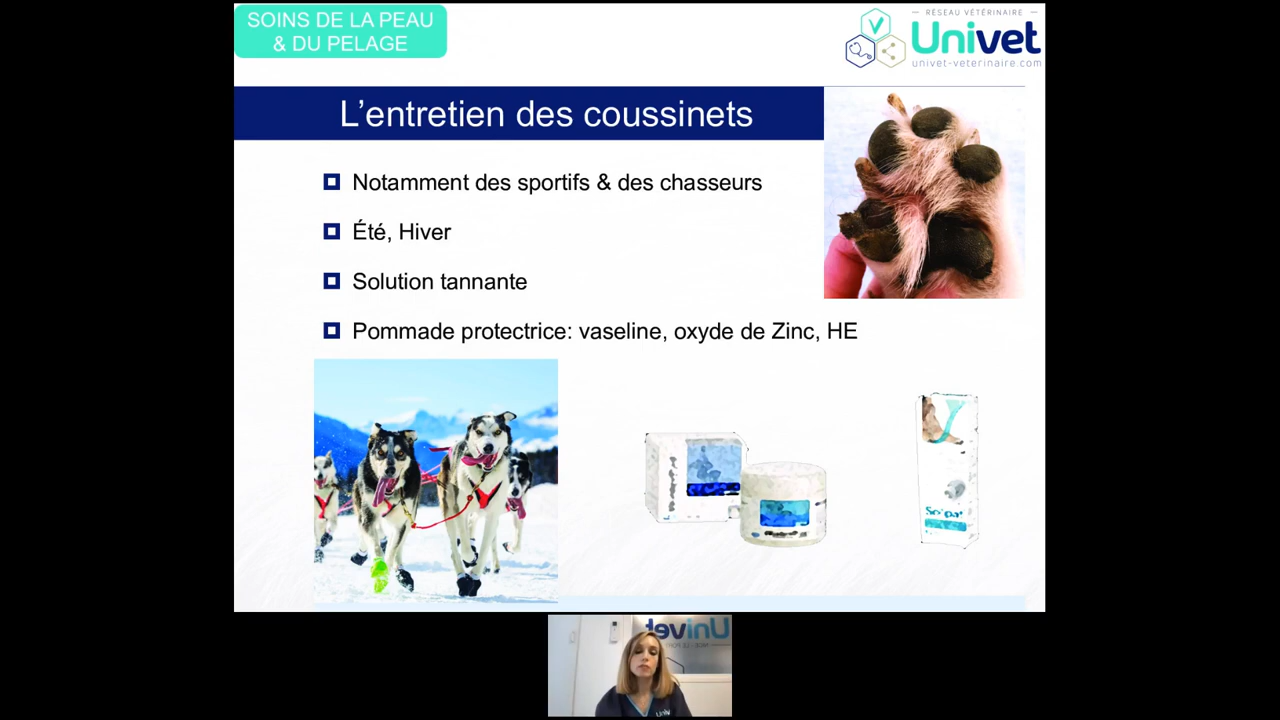 SOINS DE LA PEAU
& DU PELAGE
RÉSEAU VÉTÉRINAIRE
Univet
univet-veterinaire.com
L’entretien des coussinets
Notamment des sportifs & des chasseurs
Été, Hiver
Solution tannante
Pommade protectrice: vaseline, oxyde de Zinc, HE
Univet